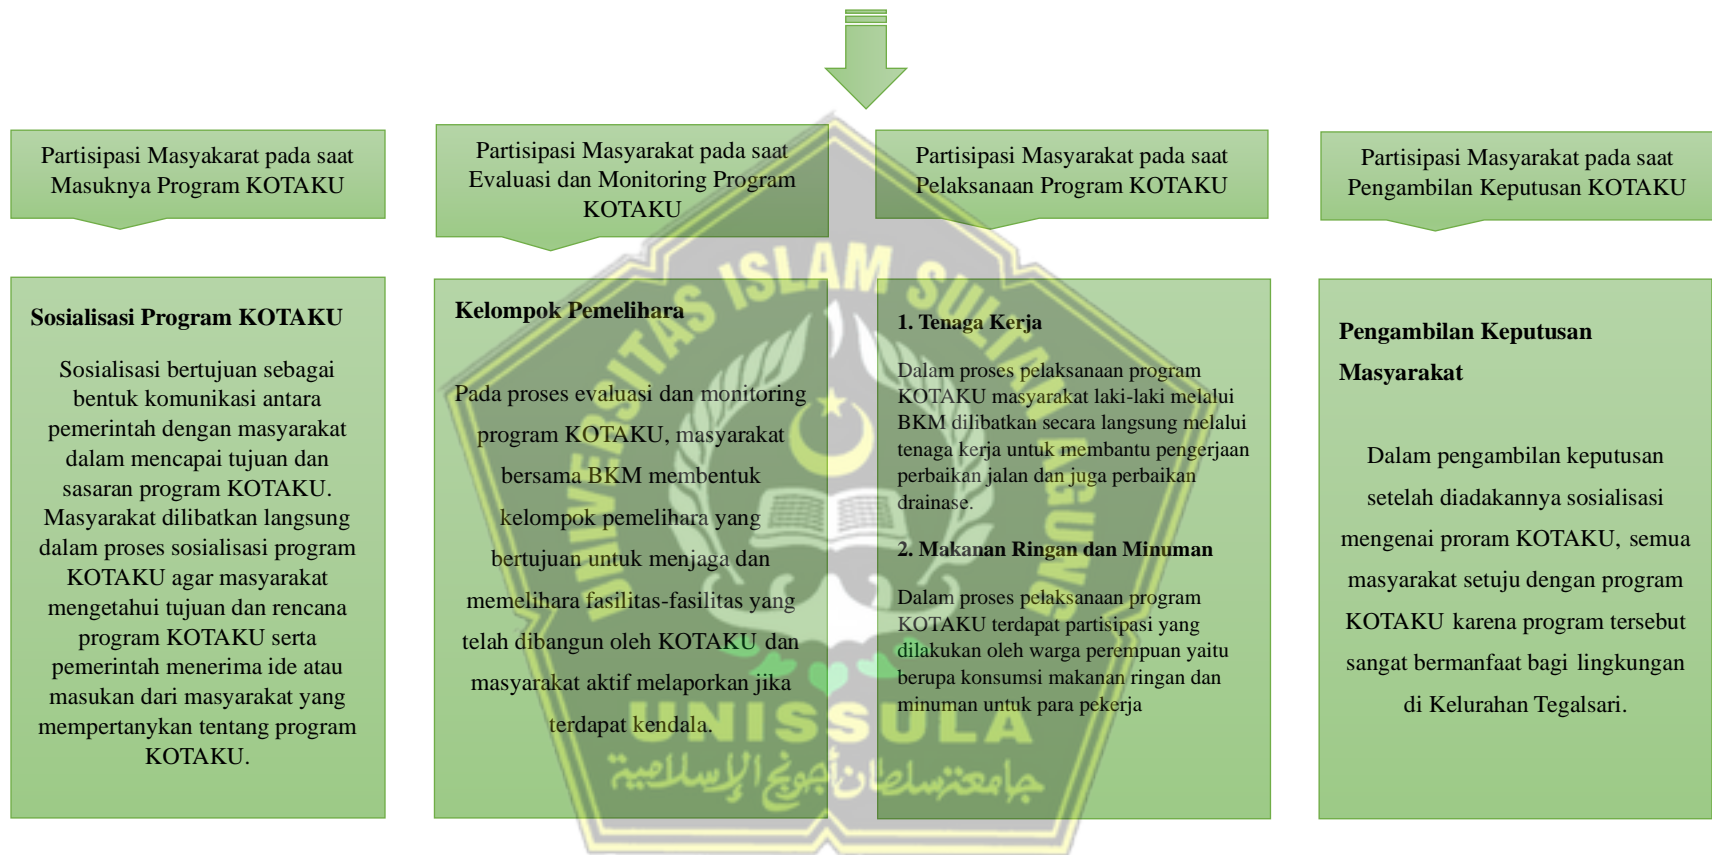 Partisipasi Masyakarat pada saat
Masuknya Program KOTAKU
Partisipasi Masyarakat pada saat
Evaluasi dan Monitoring Program
KOTAKU
Partisipasi Masyarakat pada saat
Pelaksanaan Program KOTAKU
Partisipasi Masyarakat pada saat
Pengambilan Keputusan KOTAKU
Sosialisasi Program KOTAKU
Sosialisasi bertujuan sebagai
bentuk komunikasi antara
pemerintah dengan masyarakat
dalam mencapai tujuan dan
sasaran program KOTAKU.
Masyarakat dilibatkan langsung
dalam proses sosialisasi program
KOTAKU agar masyarakat
mengetahui tujuan dan rencana
program KOTAKU serta
pemerintah menerima ide atau
masukan dari masyarakat yang
mempertanykan tentang program
KOTAKU.
Kelompok Pemelihara
Pada proses evaluasi dan monitoring
program KOTAKU, masyarakat
bersama BKM membentuk
kelompok pemelihara yang
bertujuan untuk menjaga dan
memelihara fasilitas-fasilitas yang
telah dibangun oleh KOTAKU dan
masyarakat aktif melaporkan jika
terdapat kendala.
1. Tenaga Kerja
Dalam proses pelaksanaan program
KOTAKU masyarakat laki-laki melalui
BKM dilibatkan secara langsung melalui
tenaga kerja untuk membantu pengerjaan
perbaikan jalan dan juga perbaikan
drainase.
2. Makanan Ringan dan Minuman
Dalam proses pelaksanaan program
KOTAKU terdapat partisipasi yang
dilakukan oleh warga perempuan yaitu
berupa konsumsi makanan ringan dan
minuman untuk para pekerja
Pengambilan Keputusan
Masyarakat
Dalam pengambilan keputusan
setelah diadakannya sosialisasi
mengenai proram KOTAKU, semua
masyarakat setuju dengan program
KOTAKU karena program tersebut
sangat bermanfaat bagi lingkungan
di Kelurahan Tegalsari.
UNIVERSITAS ISLAM SULTAN AGUNG
UNISSULA
جامعة سلطان أجونج الإسلامية